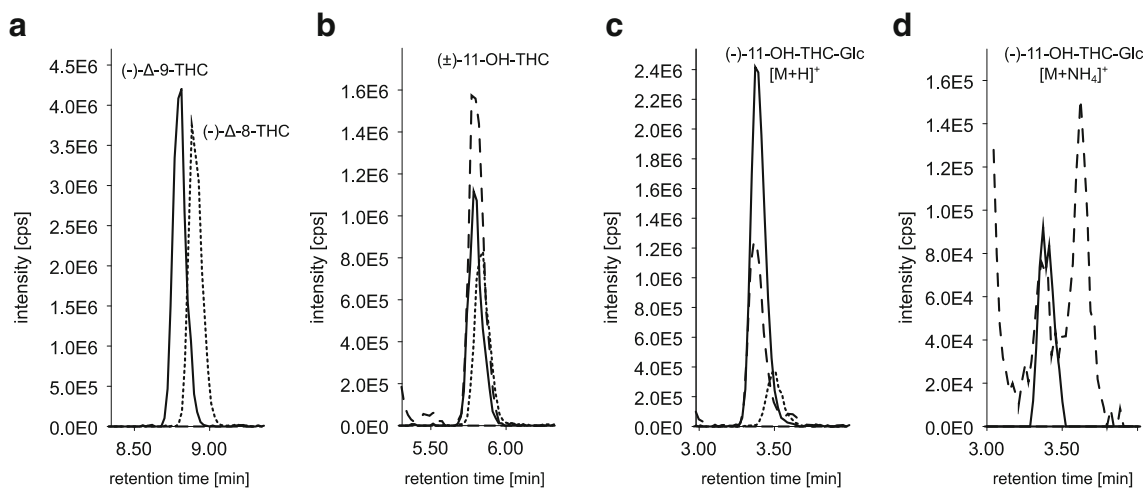 a
(-)-Δ-9-THC
(-)-Δ-8-THC
intensity [cps]
4.5E6
4.0E6
3.5E6
3.0E6
2.5E6
2.0E6
1.5E6
1.0E6
5.0E5
0.0E0
8.50
9.00
retention time [min]
b
(±)-11-OH-THC
intensity [cps]
1.6E6
1.4E6
1.2E6
1.0E6
8.0E5
6.0E5
4.0E5
2.0E5
0.0E0
5.50
6.00
retention time [min]
c
(-)-11-OH-THC-Glc
[M+H]⁺
intensity [cps]
2.4E6
2.2E6
2.0E6
1.8E6
1.6E6
1.4E6
1.2E6
1.0E6
8.0E5
6.0E5
4.0E5
2.0E5
0.0E0
3.00
3.50
retention time [min]
d
(-)-11-OH-THC-Glc
[M+NH₄]⁺
intensity [cps]
1.6E5
1.4E5
1.2E5
1.0E5
8.0E4
6.0E4
4.0E4
2.0E4
0.0E0
3.00
3.50
retention time [min]